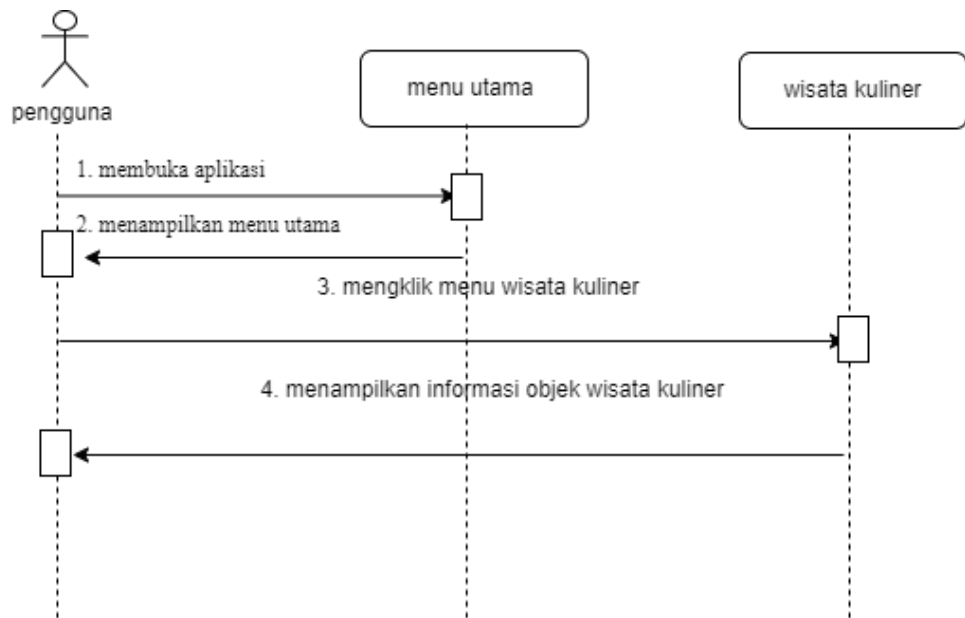 pengguna
menu utama
wisata kuliner
1. membuka aplikasi
2. menampilkan menu utama
3. mengklik menu wisata kuliner
4. menampilkan informasi objek wisata kuliner